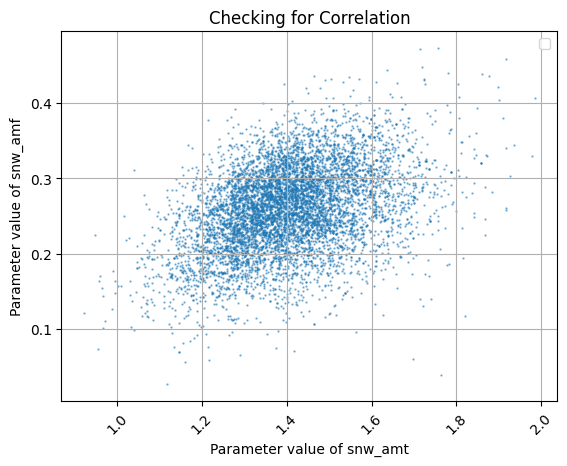 Checking for Correlation
Parameter value of snw_amf
0.4
0.3
0.2
0.1
1.0 1.2 1.4 1.6 1.8 2.0
Parameter value of snw_amt